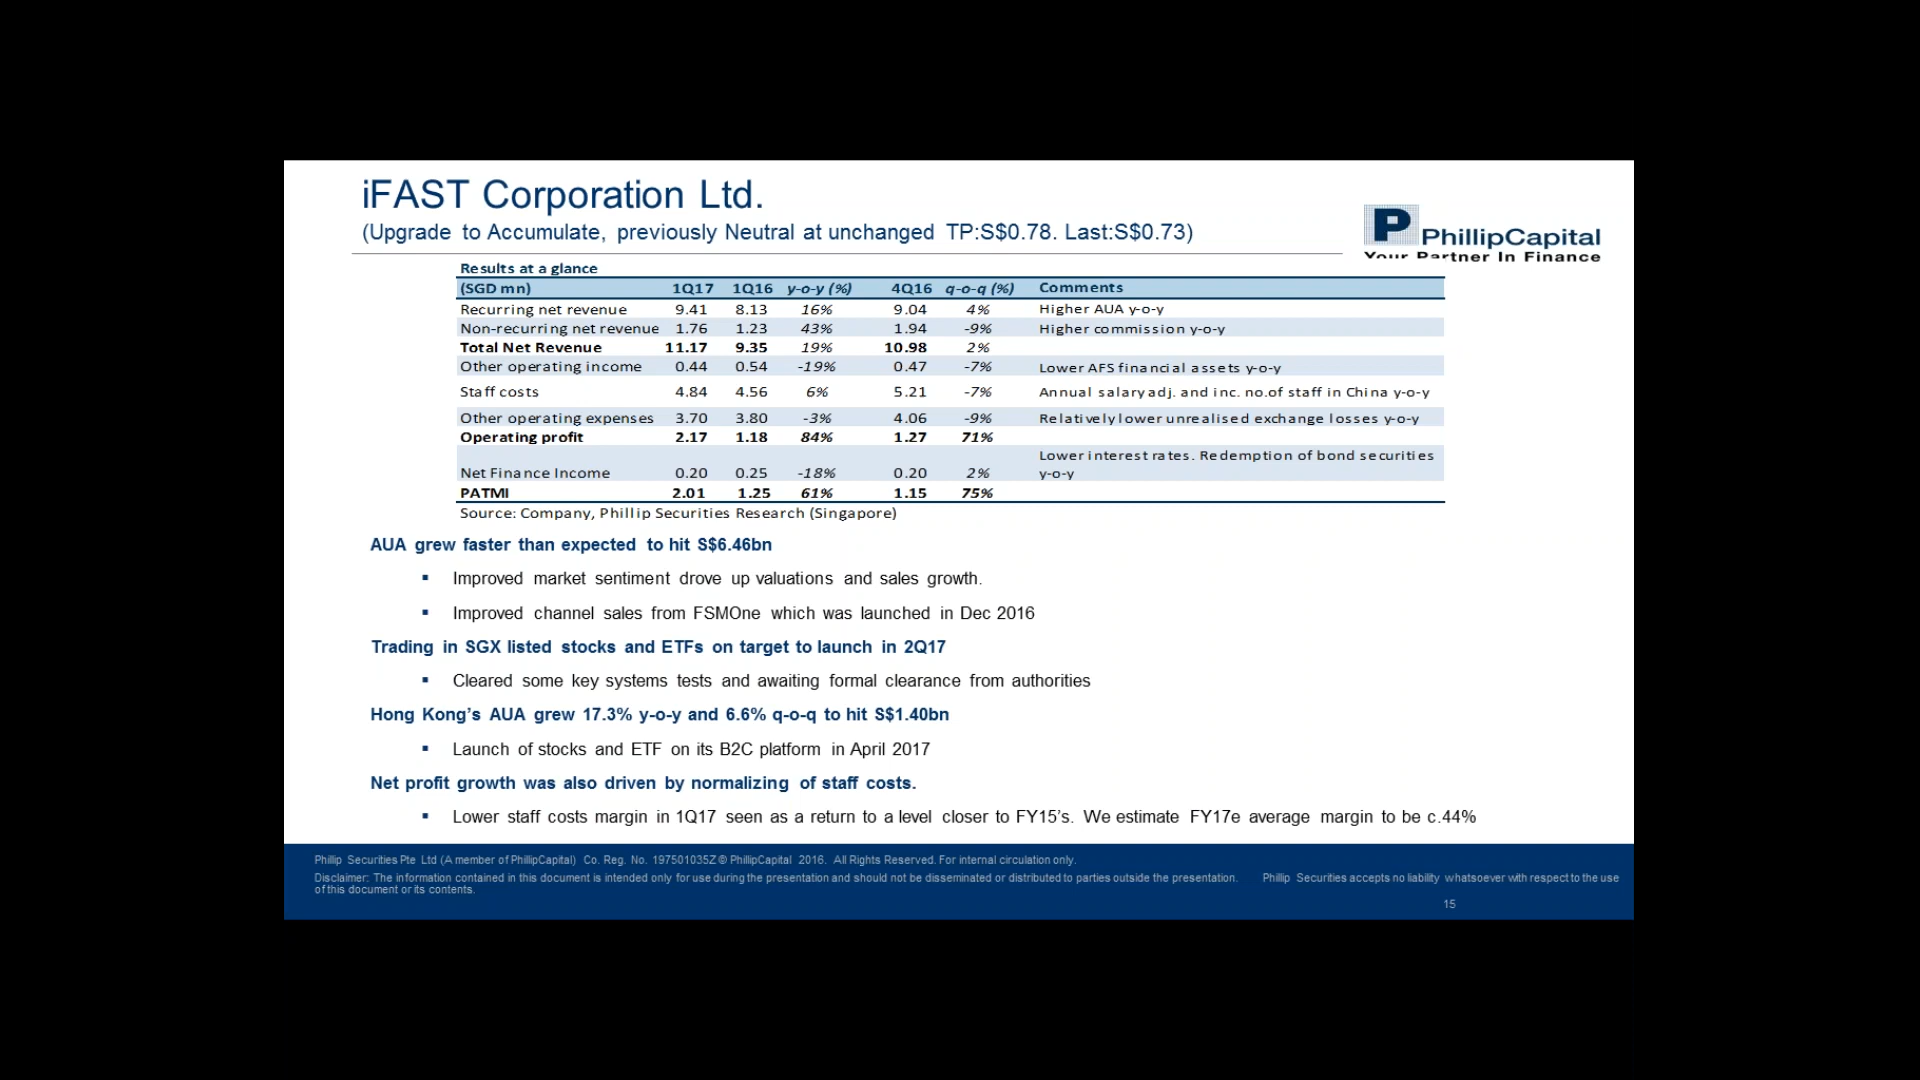 iFAST Corporation Ltd.
(Upgrade to Accumulate, previously Neutral at unchanged TP:S$0.78. Last:S$0.73)
P PhillipCapital
Your Partner In Finance
Results at a glance
(SGD mn) 1Q17 1Q16 y-o-y (%) 4Q16 q-o-q (%) Comments
Recurring net revenue 9.41 8.13 16% 9.04 4% Higher AUA y-o-y
Non-recurring net revenue 1.76 1.23 43% 1.94 -9% Higher commission y-o-y
Total Net Revenue 11.17 9.35 19% 10.98 2%
Other operating income 0.44 0.54 -19% 0.47 -7% Lower AFS financial assets y-o-y
Staff costs 4.84 4.56 6% 5.21 -7% Annual salary adj. and inc. no.of staff in China y-o-y
Other operating expenses 3.70 3.80 -3% 4.06 -9% Relatively lower unrealised exchange losses y-o-y
Operating profit 2.17 1.18 84% 1.27 71%
Lower interest rates. Redemption of bond securities
Net Finance Income 0.20 0.25 -18% 0.20 2% y-o-y
PATMI 2.01 1.25 61% 1.15 75%
Source: Company, Phillip Securities Research (Singapore)
AUA grew faster than expected to hit S$6.46bn
▪ Improved market sentiment drove up valuations and sales growth.
▪ Improved channel sales from FSMOne which was launched in Dec 2016
Trading in SGX listed stocks and ETFs on target to launch in 2Q17
▪ Cleared some key systems tests and awaiting formal clearance from authorities
Hong Kong's AUA grew 17.3% y-o-y and 6.6% q-o-q to hit S$1.40bn
▪ Launch of stocks and ETF on its B2C platform in April 2017
Net profit growth was also driven by normalizing of staff costs.
▪ Lower staff costs margin in 1Q17 seen as a return to a level closer to FY15's. We estimate FY17e average margin to be c.44%
Phillip Securities Pte Ltd (A member of PhillipCapital) Co. Reg. No. 197501035Z © PhillipCapital 2016. All Rights Reserved. For internal circulation only.
Disclaimer: The information contained in this document is intended only for use during the presentation and should not be disseminated or distributed to parties outside the presentation. Phillip Securities accepts no liability whatsoever with respect to the use
of this document or its contents.
15